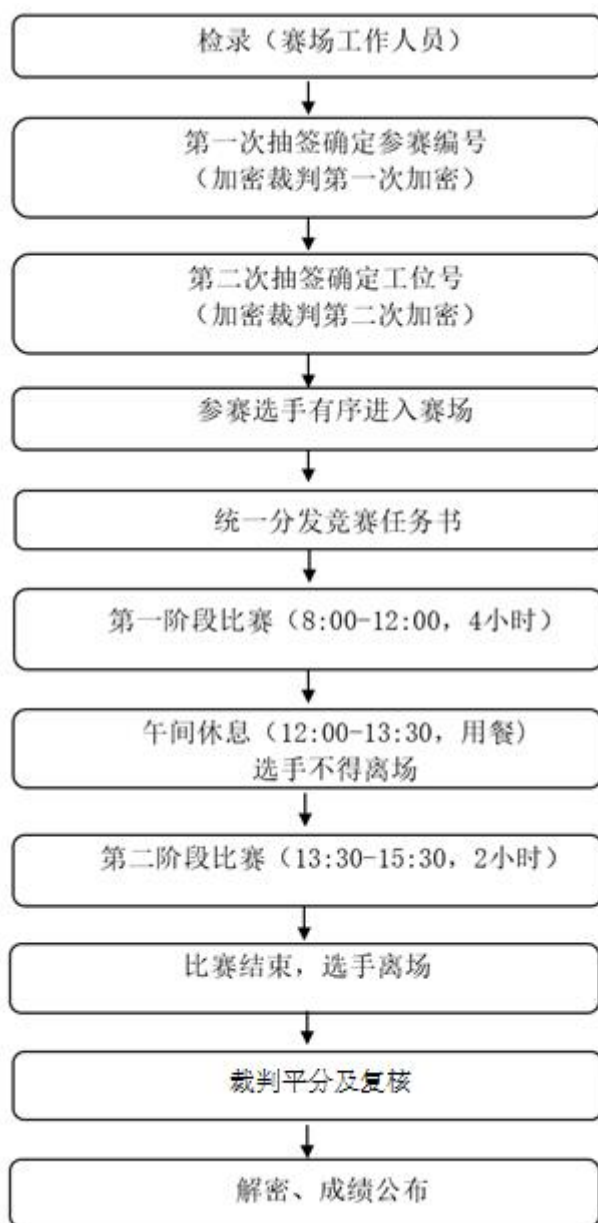 检录（赛场工作人员）
第一次抽签确定参赛编号
（加密裁判第一次加密）
第二次抽签确定工位号
（加密裁判第二次加密）
参赛选手有序进入赛场
统一分发竞赛任务书
第一阶段比赛（8:00-12:00，4小时）
午间休息（12:00-13:30，用餐)
选手不得离场
第二阶段比赛（13:30-15:30，2小时）
比赛结束，选手离场
裁判平分及复核
解密、成绩公布